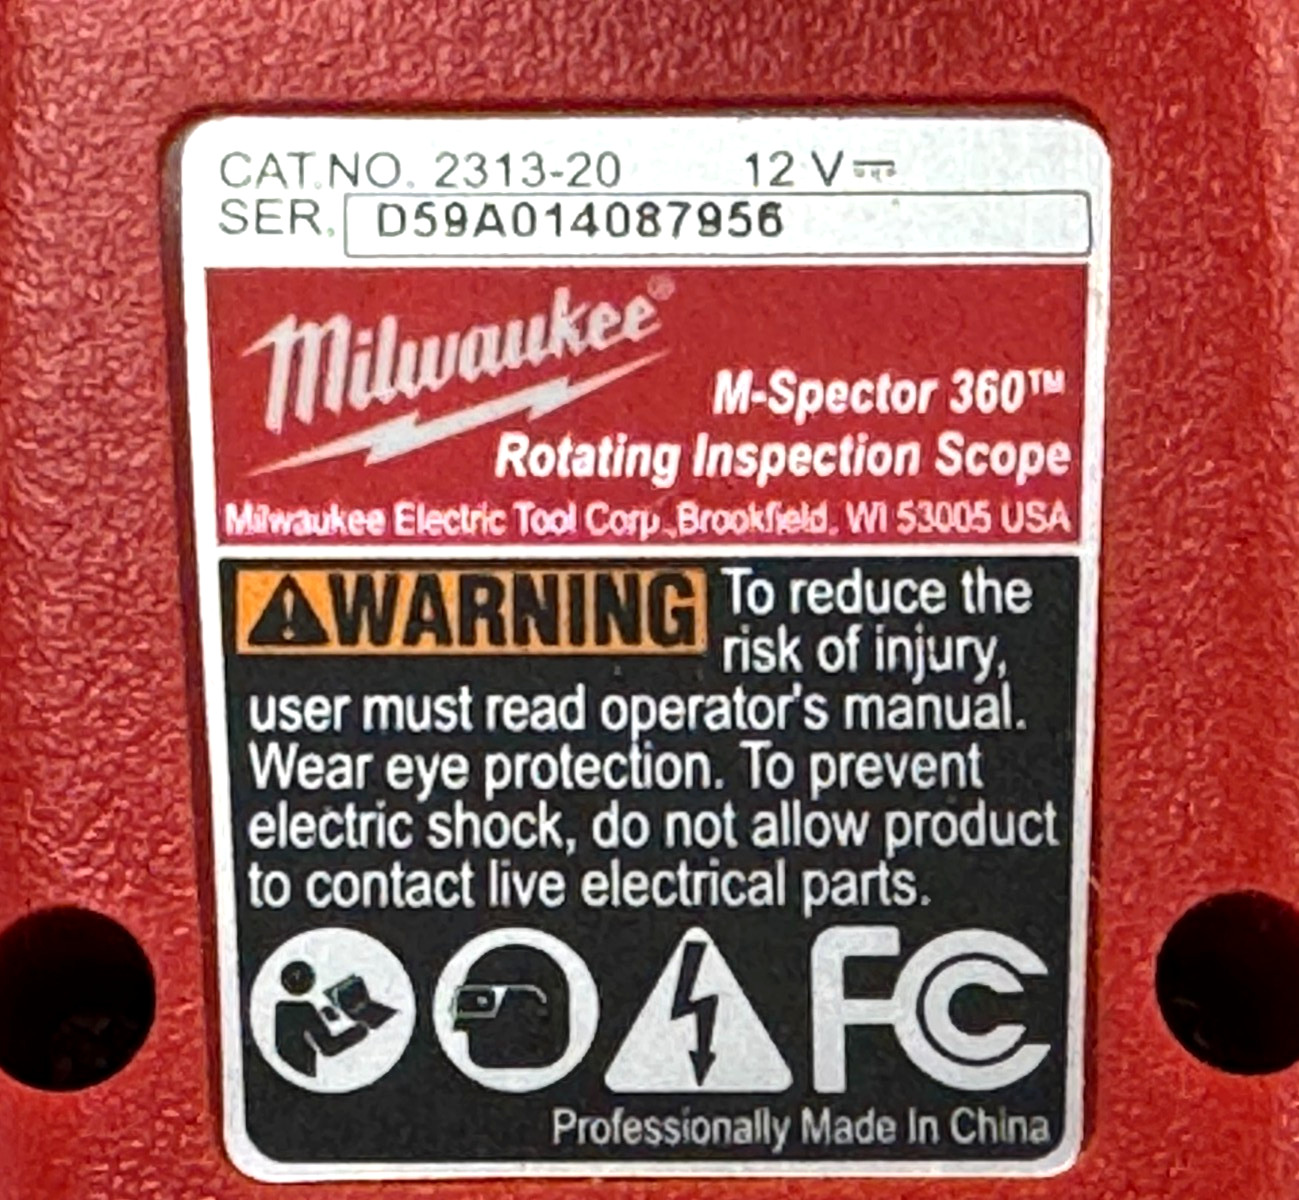 CAT.NO. 2313-20 12 V⎓
SER. D59A014087956
Milwaukee®
M-Spector 360™
Rotating Inspection Scope
Milwaukee Electric Tool Corp., Brookfield, WI 53005 USA
⚠WARNING To reduce the
risk of injury,
user must read operator's manual.
Wear eye protection. To prevent
electric shock, do not allow product
to contact live electrical parts.
FC
Professionally Made In China